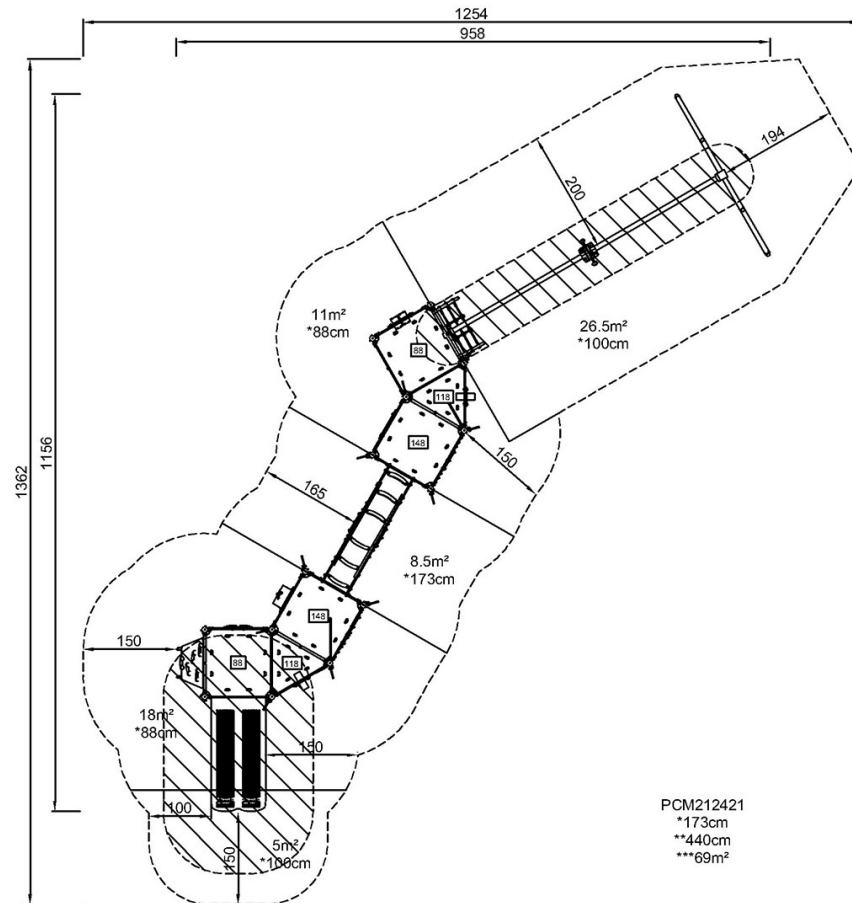 1254
958
194
200
11m²
*88cm
26.5m²
*100cm
88
118
148
1362
1156
150
165
8.5m²
*173cm
148
150
88
118
18m²
*88cm
150
100
5m²
*100cm
150
PCM212421
*173cm
**440cm
***69m²